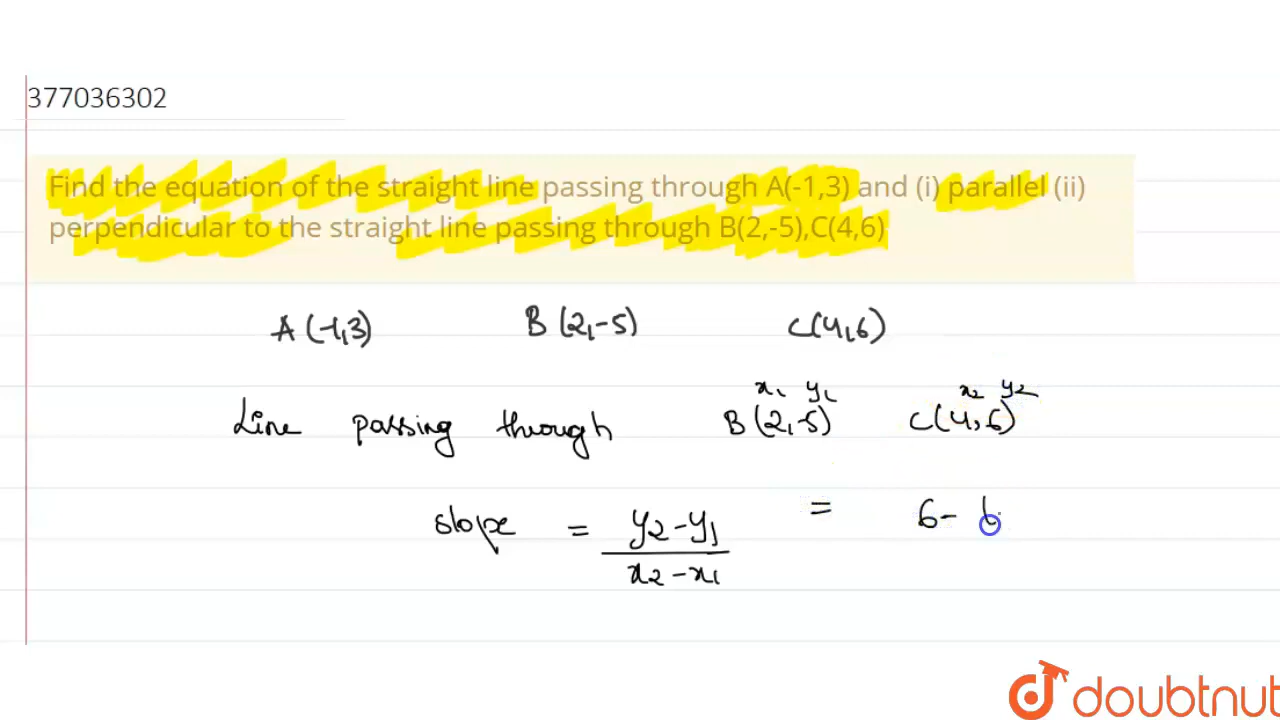 377036302
Find the equation of the straight line passing through A(-1,3) and (i) parallel (ii)
perpendicular to the straight line passing through B(2,-5),C(4,6)
A (-1,3) B (2,-5) C(4,6)
x₁ y₁ x₂ y₂
Line passing through B (2,-5) C(4,6)
slope = y₂-y₁ = 6-
x₂-x₁
doubtnut